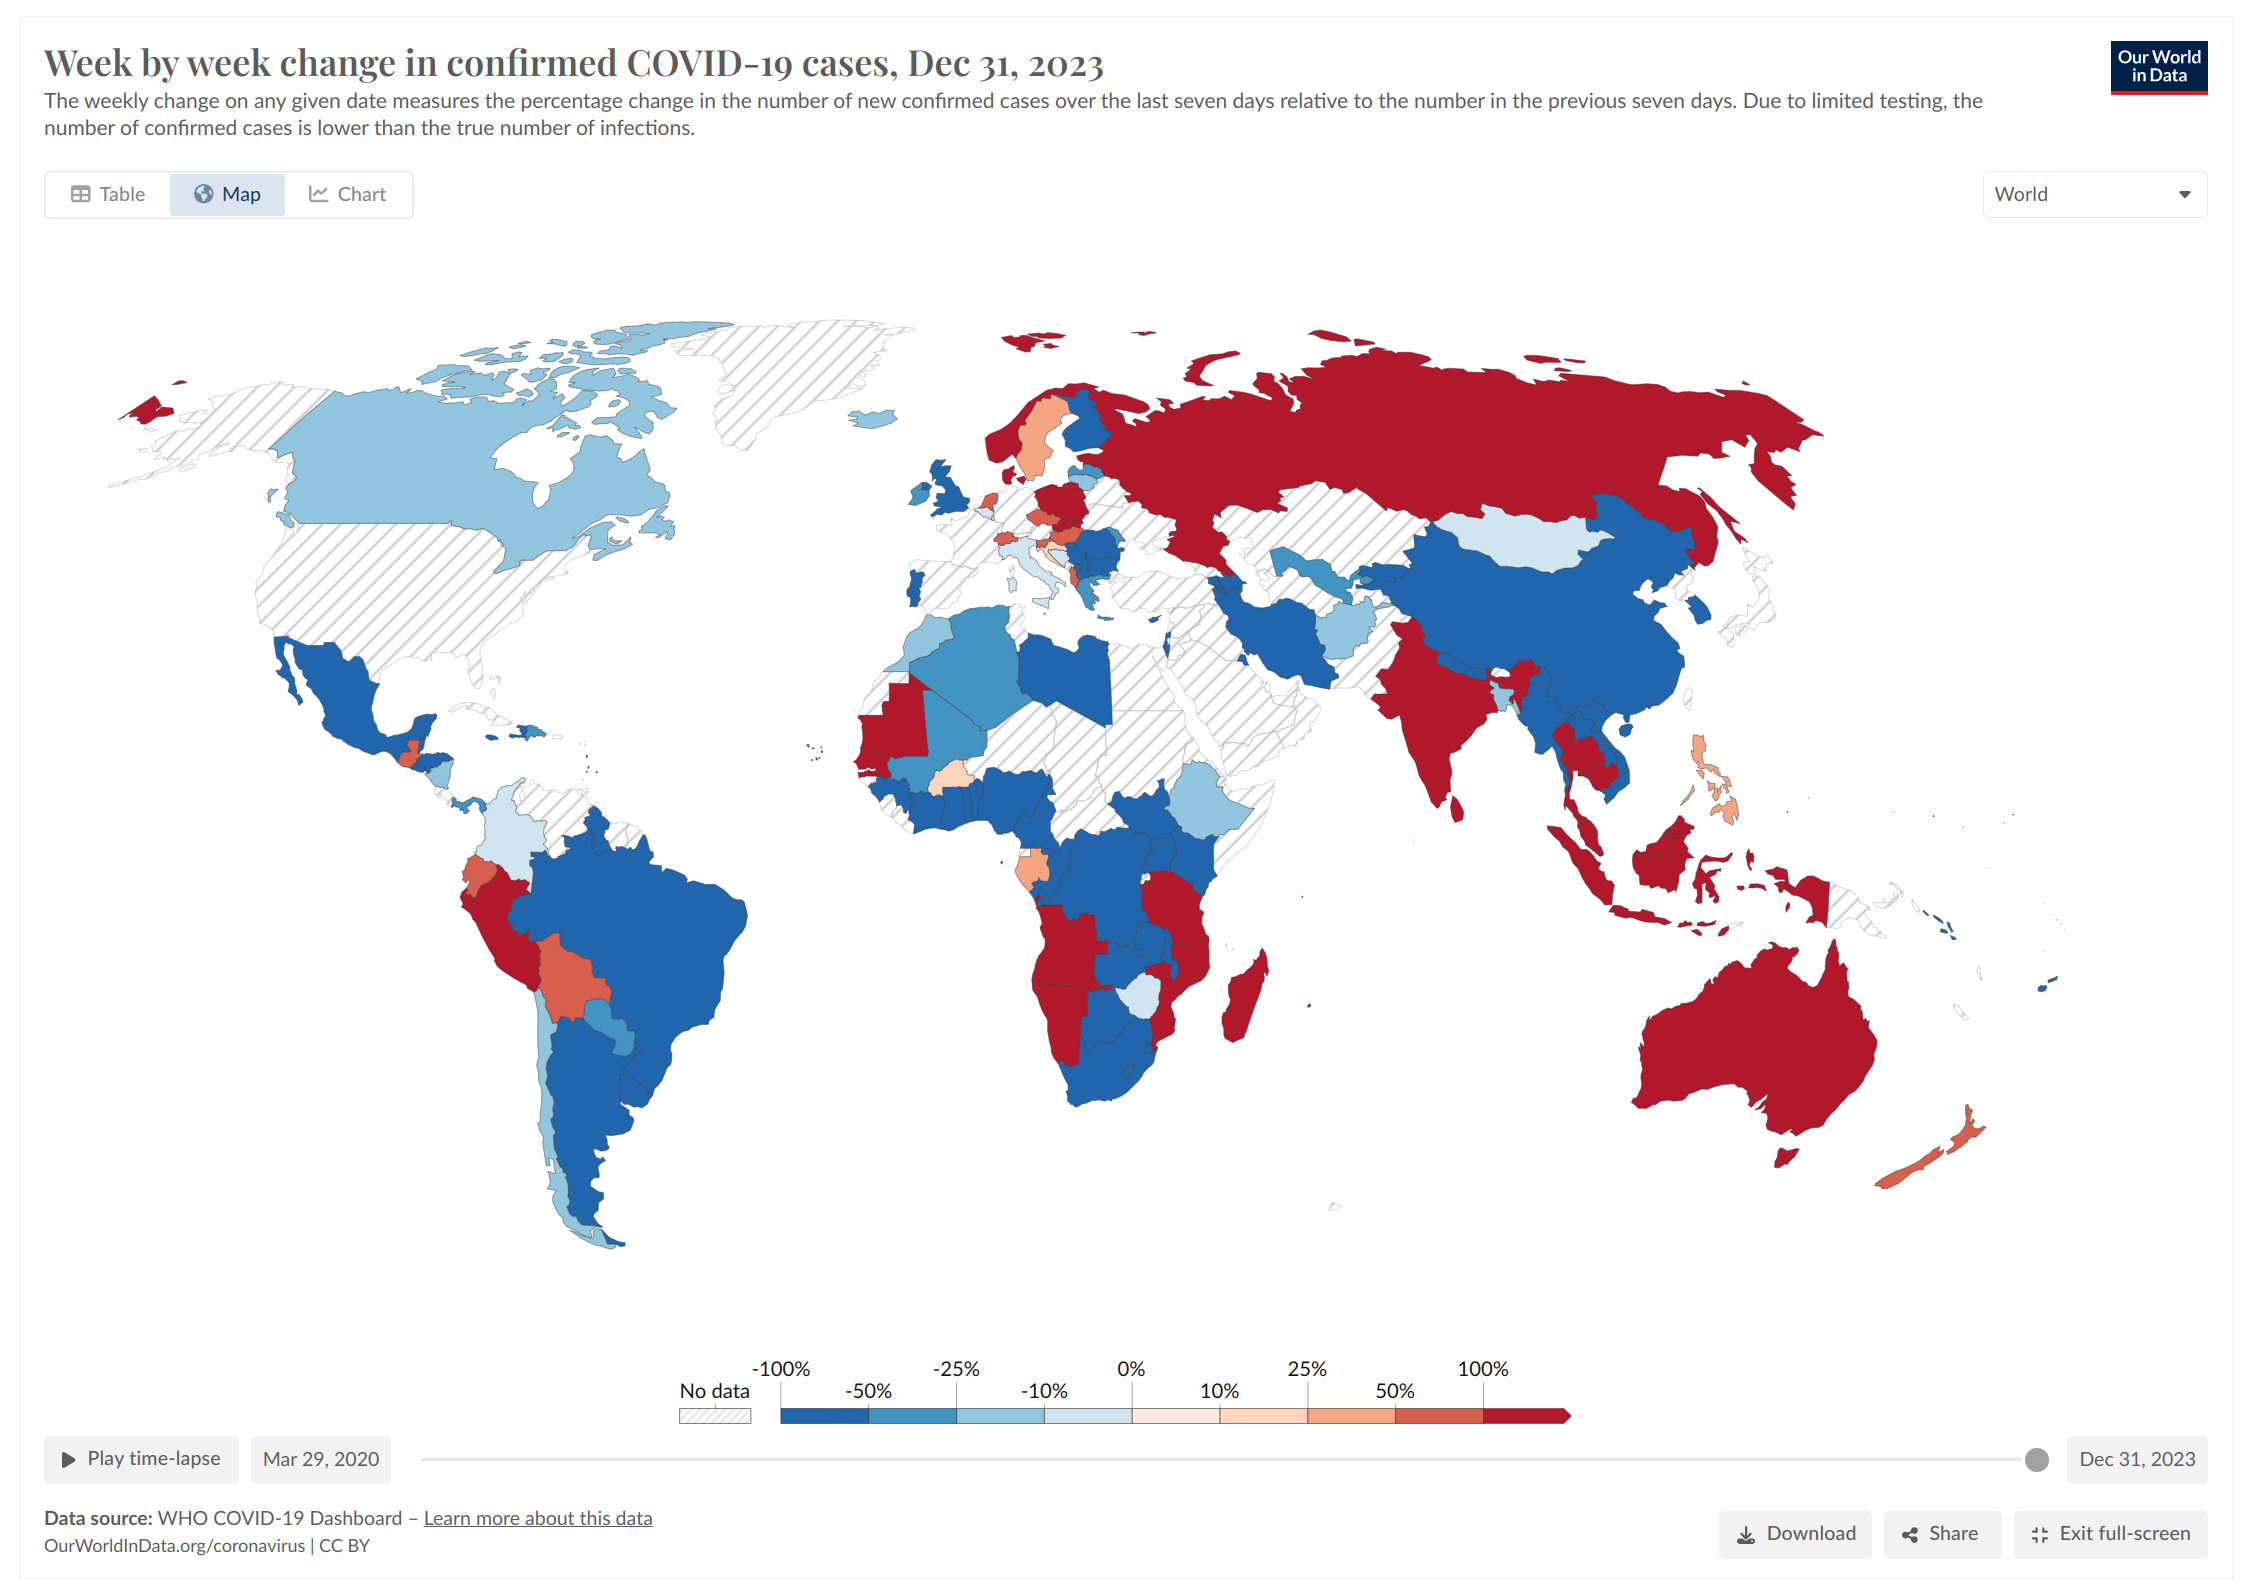 Week by week change in confirmed COVID-19 cases, Dec 31, 2023
Our World
in Data
The weekly change on any given date measures the percentage change in the number of new confirmed cases over the last seven days relative to the number in the previous seven days. Due to limited testing, the
number of confirmed cases is lower than the true number of infections.
Table Map Chart
World
-100% -25% 0% 25% 100%
No data -50% -10% 10% 50%
Play time-lapse Mar 29, 2020 Dec 31, 2023
Data source: WHO COVID-19 Dashboard – Learn more about this data
OurWorldInData.org/coronavirus | CC BY
Download Share Exit full-screen